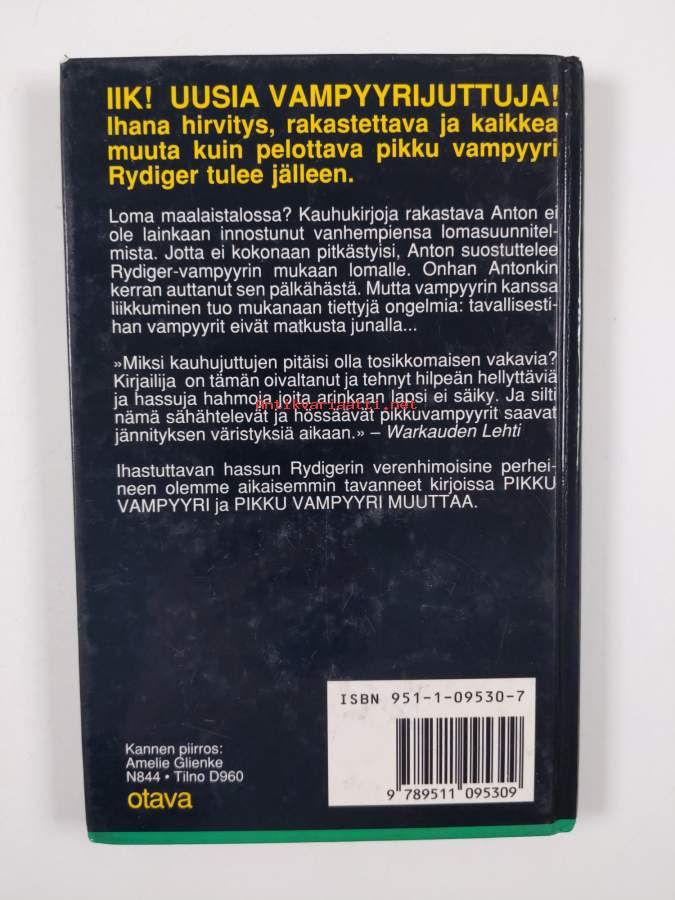 IIK! UUSIA VAMPYYRIJUTTUJA!
Ihana hirvitys, rakastettava ja kaikkea
muuta kuin pelottava pikku vampyyri
Rydiger tulee jälleen.
Loma maalaistalossa? Kauhukirjoja rakastava Anton ei
ole lainkaan innostunut vanhempiensa lomasuunnitel-
mista. Jotta ei kokonaan pitkästyisi, Anton suostuttelee
Rydiger-vampyyrin mukaan lomalle. Onhan Antonkin
kerran auttanut sen pälkähästä. Mutta vampyyrin kanssa
liikkuminen tuo mukanaan tiettyjä ongelmia: tavallisesti-
han vampyyrit eivät matkusta junalla...
»Miksi kauhujuttujen pitäisi olla tosikkomaisen vakavia?
Kirjailija on tämän oivaltanut ja tehnyt hilpeän hellyttäviä
ja hassuja hahmoja joita arinkaan lapsi ei säiky. Ja silti
Antikvariaatti.net
nämä sähähtelevät ja hössäävät pikkuvampyyrit saavat
jännityksen väristyksiä aikaan.» – Warkauden Lehti
Ihastuttavan hassun Rydigerin verenhimoisine perhei-
neen olemme aikaisemmin tavanneet kirjoissa PIKKU
VAMPYYRI ja PIKKU VAMPYYRI MUUTTAA.
ISBN 951-1-09530-7
9 789511 095309
Kannen piirros:
Amelie Glienke
N844 • Tilno D960
otava